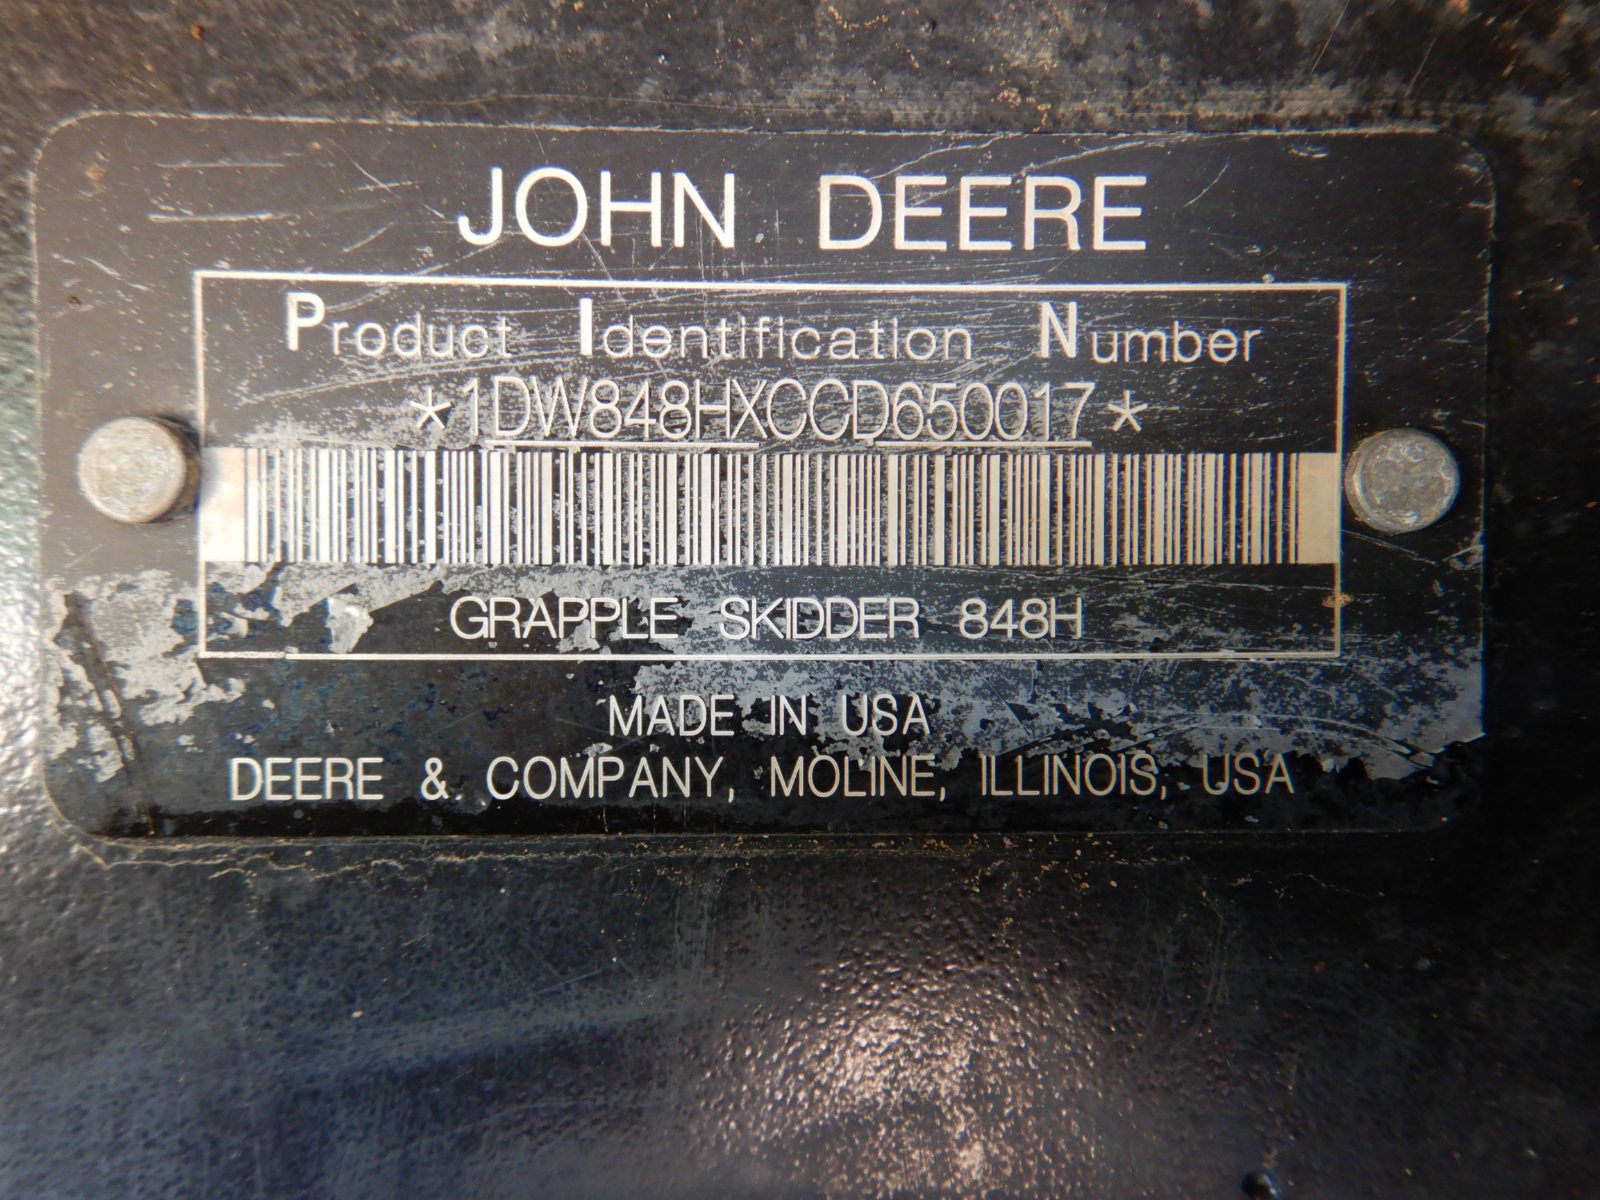 JOHN DEERE
Product Identification Number
*1DW848HXCCD650017*
GRAPPLE SKIDDER 848H
MADE IN USA
DEERE & COMPANY, MOLINE, ILLINOIS, USA